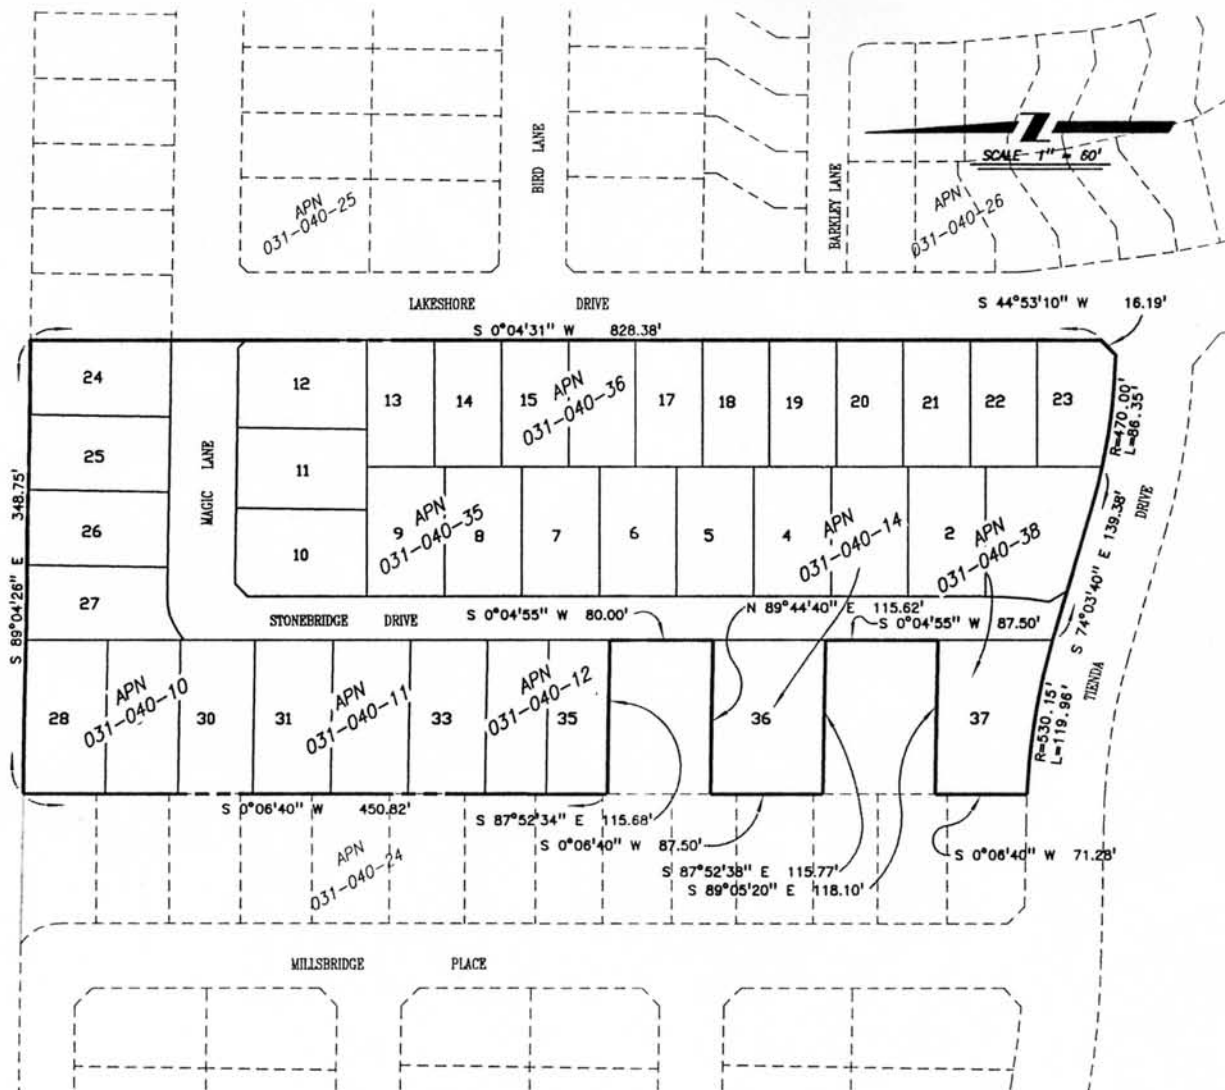 BIRD LANE
BARKLEY LANE
SCALE 1" = 60'
APN
031-040-25
APN
031-040-26
LAKESHORE DRIVE
S 44°53'10" W 16.19'
S 0°04'31" W 828.38'
24
12
13
14
15
APN
031-040-36
17
18
19
20
21
22
23
R=470.00'
L=86.35'
25
MAGIC LANE
11
S 89°04'26" E 348.75'
26
10
9
APN
031-040-35
8
7
6
5
4
APN
031-040-14
2
APN
031-040-38
S 74°03'40" E 139.38'
TIENDA DRIVE
27
STONEBRIDGE DRIVE
S 0°04'55" W 80.00'
N 89°44'40" E 115.62'
S 0°04'55" W 87.50'
28
APN
031-040-10
30
31
APN
031-040-11
33
APN
031-040-12
35
36
37
R=530.15'
L=119.96'
S 0°06'40" W 450.82'
S 87°52'34" E 115.68'
S 0°06'40" W 87.50'
S 87°52'38" E 115.77'
S 89°05'20" E 118.10'
S 0°06'40" W 71.28'
APN
031-040-24
MILLSBRIDGE PLACE